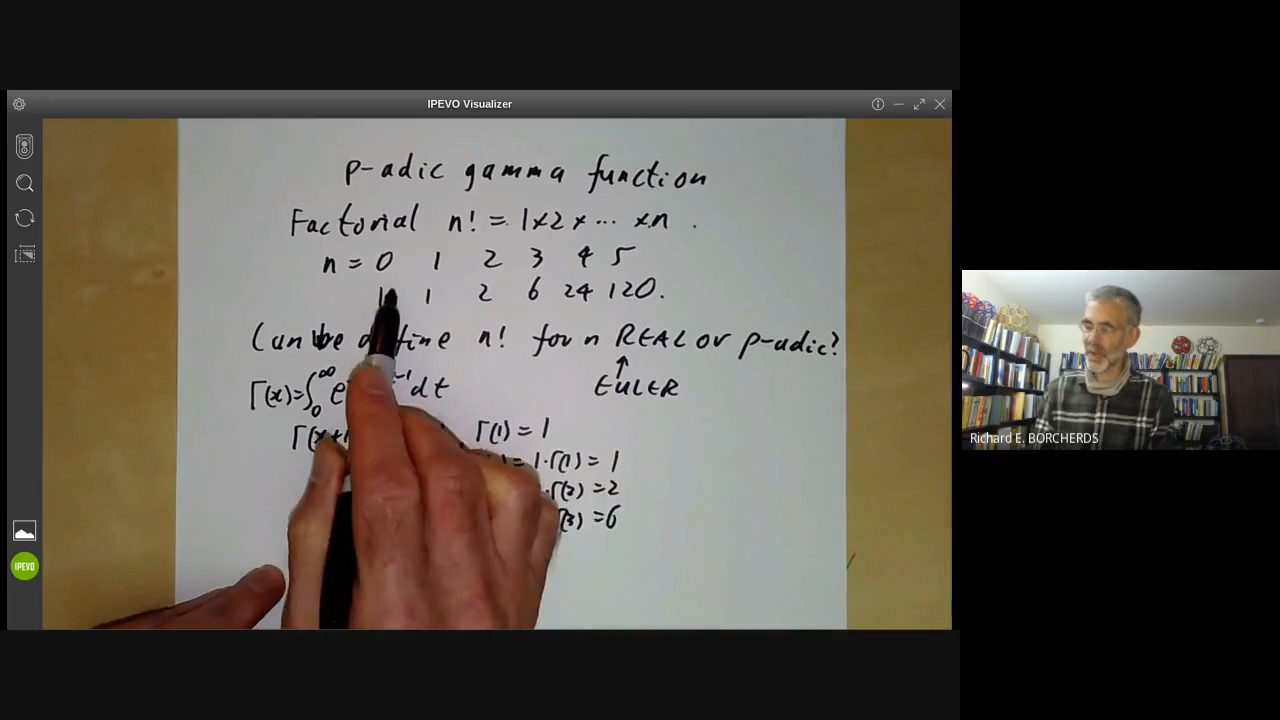 IPEVO Visualizer
p-adic gamma function
Factorial n! = 1×2×··· ×n .
n = 0 1 2 3 4 5
1 1 2 6 24 120.
Can be n! for n REAL or p-adic?
↑
Γ(x)=∫₀^∞ dt
EULER
Γ(1) = 1
= 1·Γ(1) = 1
·Γ(2) = 2
Γ(3) = 6
Richard E. BORCHERDS
IPEVO